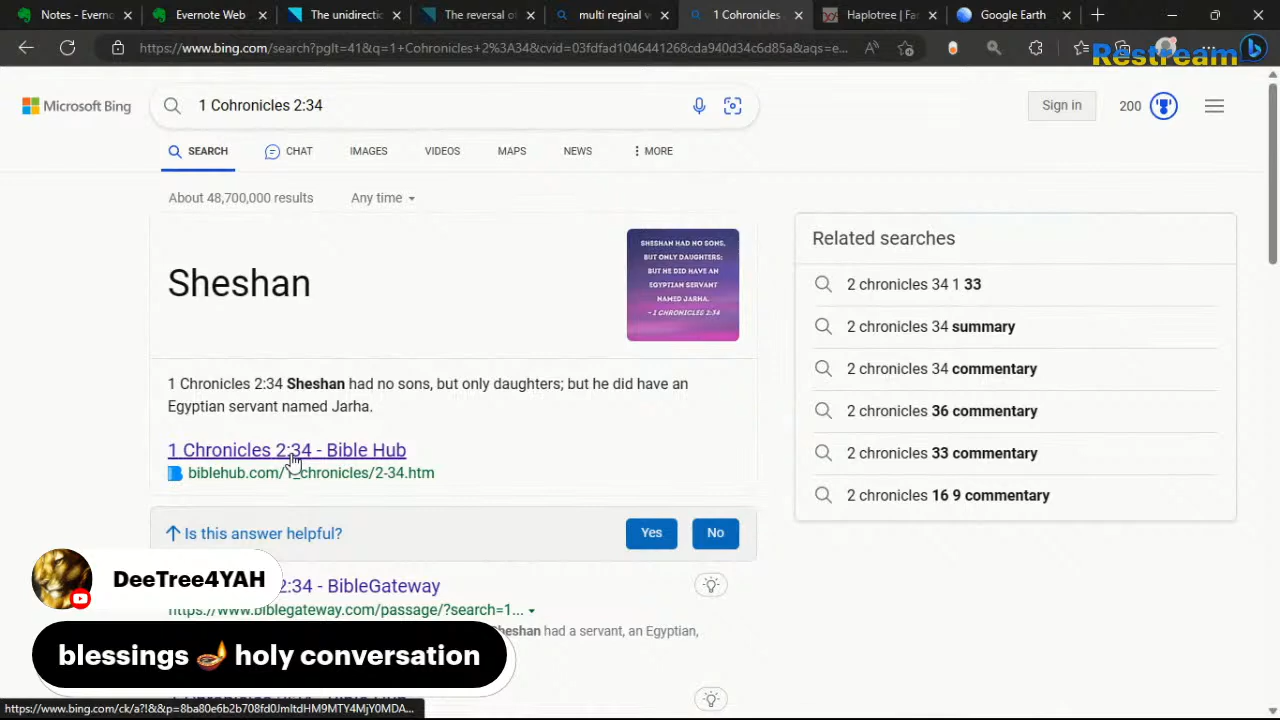 Notes - Everno
Evernote Web
The unidirecti
The reversal of
multi reginal v
1 Cohronicles
Haplotree | Fa
Google Earth
https://www.bing.com/search?pglt=41&q=1+Cohronicles+2%3A34&cvid=03fdfad1046441268cda940d34c6d85a&aqs=e...
Restream
Microsoft Bing
1 Cohronicles 2:34
Sign in
200
SEARCH
CHAT
IMAGES
VIDEOS
MAPS
NEWS
MORE
About 48,700,000 results
Any time
Sheshan
SHESHAN HAD NO SONS,
BUT ONLY DAUGHTERS;
BUT HE DID HAVE AN
EGYPTIAN SERVANT
NAMED JARHA.
- 1 CHRONICLES 2:34
1 Chronicles 2:34 Sheshan had no sons, but only daughters; but he did have an
Egyptian servant named Jarha.
1 Chronicles 2:34 - Bible Hub
biblehub.com/1_chronicles/2-34.htm
Is this answer helpful?
Yes
No
Related searches
2 chronicles 34 1 33
2 chronicles 34 summary
2 chronicles 34 commentary
2 chronicles 36 commentary
2 chronicles 33 commentary
2 chronicles 16 9 commentary
2:34 - BibleGateway
https://www.biblegateway.com/passage/?search=1...
Sheshan had a servant, an Egyptian,
DeeTree4YAH
blessings 🪔 holy conversation
https://www.bing.com/ck/a?!&&p=8ba80e6b2b708fd0JmltdHM9MTY4MjY0MDA...